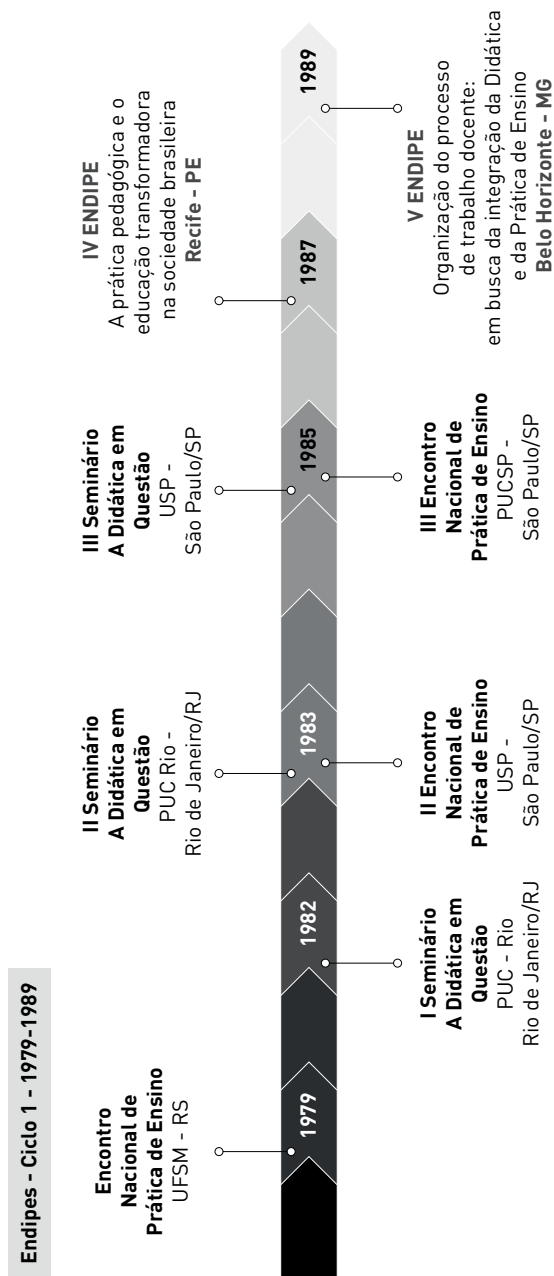 Endipes - Ciclo 1 - 1979-1989
Encontro
Nacional de
Prática de Ensino
UFSM - RS
1979
I Seminário
A Didática em
Questão
PUC - Rio
Rio de Janeiro/RJ
1982
II Seminário
A Didática em
Questão
PUC Rio -
Rio de Janeiro/RJ
1983
II Encontro
Nacional de
Prática de Ensino
USP -
São Paulo/SP
III Seminário
A Didática em
Questão
USP -
São Paulo/SP
1985
III Encontro
Nacional de
Prática de Ensino
PUCSP -
São Paulo/SP
IV ENDIPE
A prática pedagógica e o
educação transformadora
na sociedade brasileira
Recife - PE
1987
1989
V ENDIPE
Organização do processo
de trabalho docente:
em busca da integração da Didática
e da Prática de Ensino
Belo Horizonte - MG